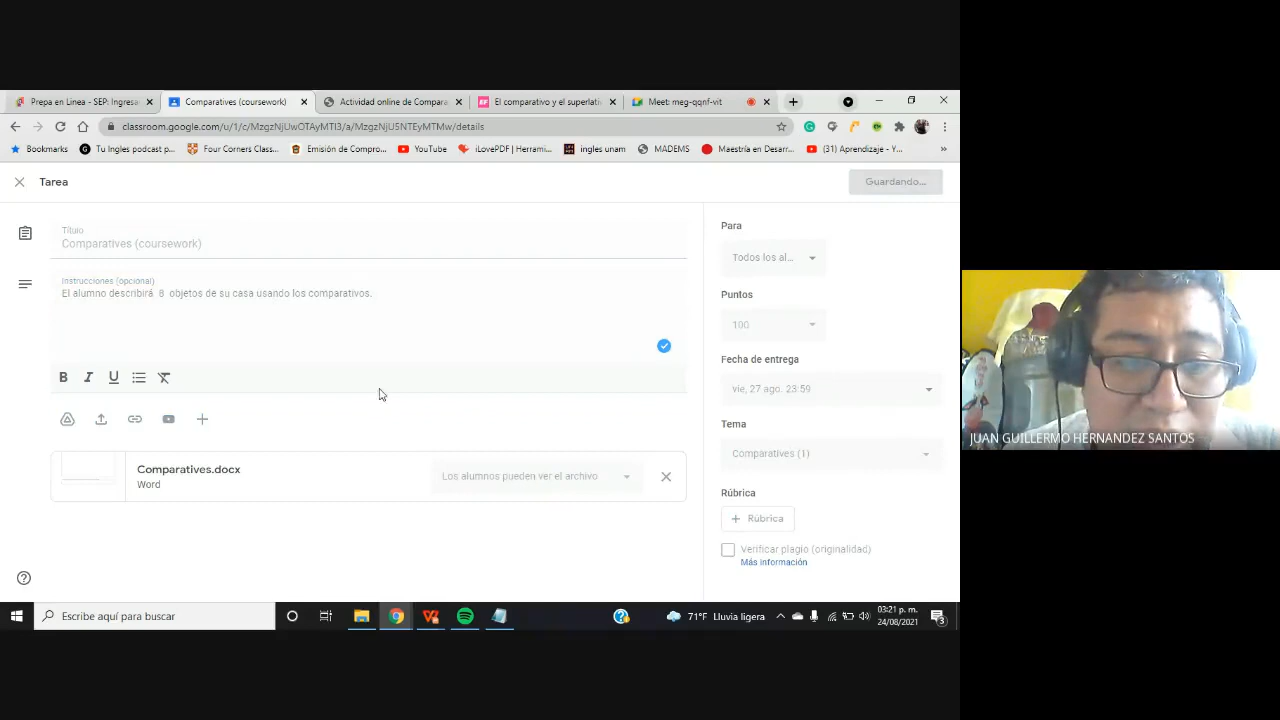 Prepa en Linea - SEP: Ingresa
Comparatives (coursework)
Actividad online de Compara
El comparativo y el superlati
Meet: meg-qqnf-vit
classroom.google.com/u/1/c/MzgzNjUwOTAyMTI3/a/MzgzNjU5NTEyMTMw/details
Bookmarks
Tu Ingles podcast p...
Four Corners Class...
Emisión de Compro...
YouTube
iLovePDF | Herrami...
ingles unam
MADEMS
Maestría en Desarr...
(31) Aprendizaje - Y...
Tarea
Guardando...
Título
Comparatives (coursework)
Instrucciones (opcional)
El alumno describirá 8 objetos de su casa usando los comparativos.
B I U
Comparatives.docx
Word
Los alumnos pueden ver el archivo
Para
Todos los al...
Puntos
100
Fecha de entrega
vie, 27 ago. 23:59
Tema
Comparatives (1)
Rúbrica
+ Rúbrica
Verificar plagio (originalidad)
Más información
JUAN GUILLERMO HERNANDEZ SANTOS
Escribe aquí para buscar
71°F Lluvia ligera
03:21 p. m.
24/08/2021
3